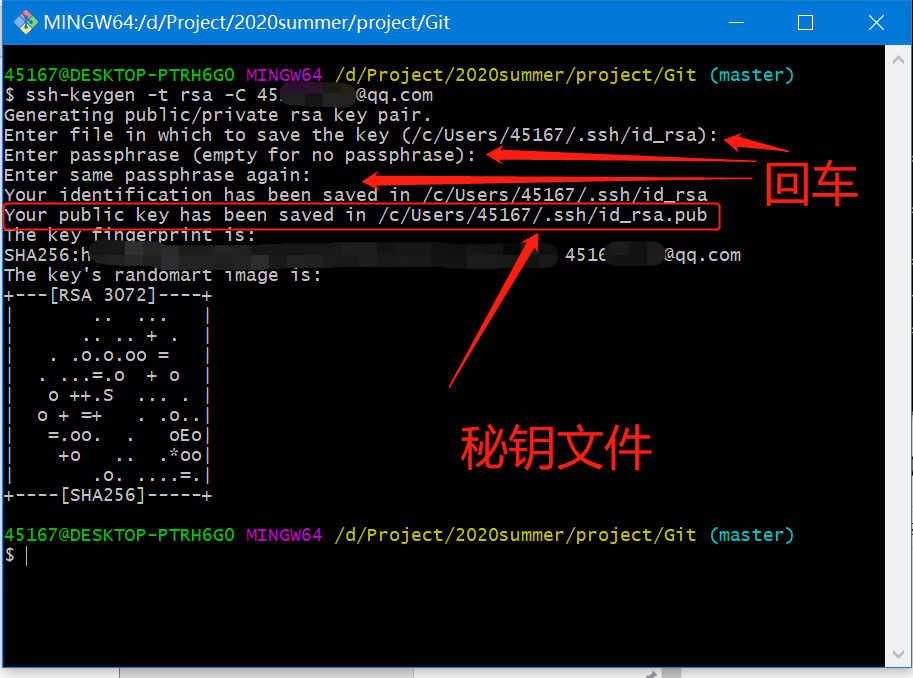 MINGW64:/d/Project/2020summer/project/Git
45167@DESKTOP-PTRH6G0 MINGW64 /d/Project/2020summer/project/Git (master)
$ ssh-keygen -t rsa -C 45 @qq.com
Generating public/private rsa key pair.
Enter file in which to save the key (/c/Users/45167/.ssh/id_rsa):
Enter passphrase (empty for no passphrase):
Enter same passphrase again:
回车
Your identification has been saved in /c/Users/45167/.ssh/id_rsa
Your public key has been saved in /c/Users/45167/.ssh/id_rsa.pub
The key fingerprint is:
SHA256:h 4516 @qq.com
The key's randomart image is:
+---[RSA 3072]----+
|        ..  ...   |
|       .. .. + .  |
|    . .o.o.oo =   |
|   . ...=.o  + o  |
|    o ++.S  ... . |
|   o + =+   . .o..|
|    =.oo.  .   oEo|
|     +o   ..  .*oo|
|        .o. ....=.|
+----[SHA256]-----+
秘钥文件
45167@DESKTOP-PTRH6G0 MINGW64 /d/Project/2020summer/project/Git (master)
$